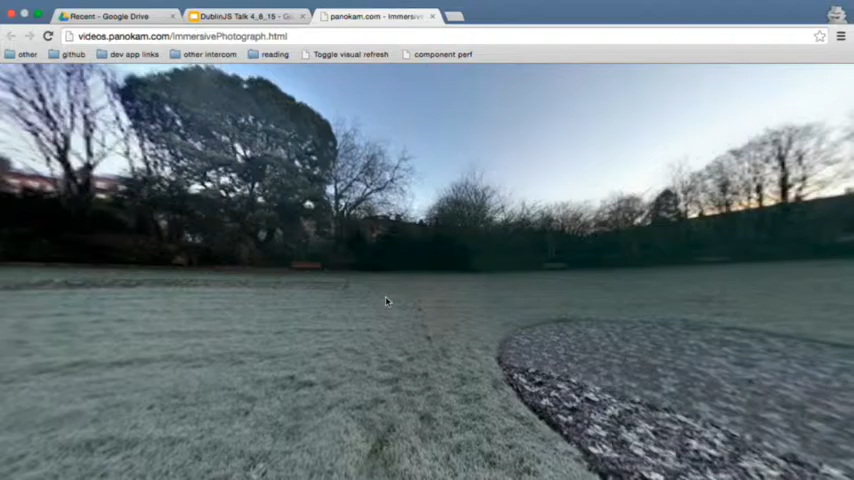 Recent - Google Drive
DublinJS Talk 4_8_15 - G
panokam.com - Immersiv
videos.panokam.com/immersivePhotograph.html
other
github
dev app links
other intercom
reading
Toggle visual refresh
component perf